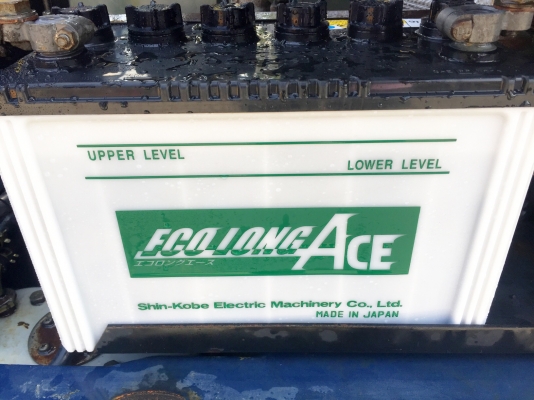 UPPER LEVEL
LOWER LEVEL
ECO LONG ACE
エコロングエース
Shin-Kobe Electric Machinery Co., Ltd.
MADE IN JAPAN